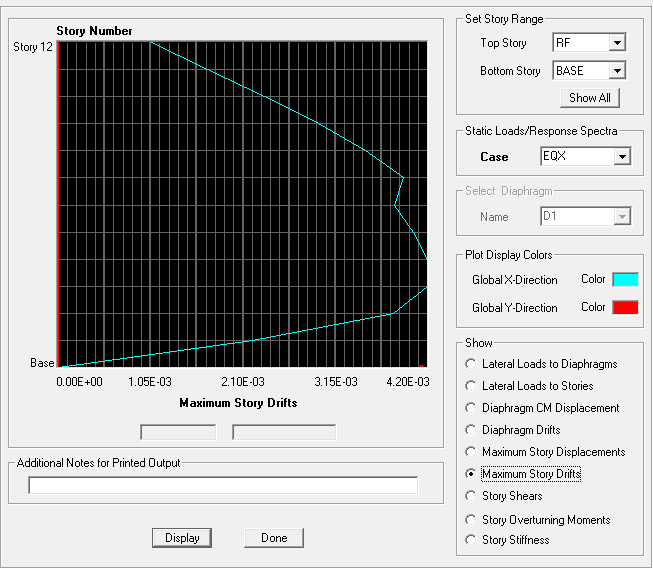 Story Number
Story 12
Base
0.00E+00 1.05E-03 2.10E-03 3.15E-03 4.20E-03
Maximum Story Drifts
Additional Notes for Printed Output
Display Done
Set Story Range
Top Story RF
Bottom Story BASE
Show All
Static Loads/Response Spectra
Case EQX
Select Diaphragm
Name D1
Plot Display Colors
Global X-Direction Color
Global Y-Direction Color
Show
Lateral Loads to Diaphragms
Lateral Loads to Stories
Diaphragm CM Displacement
Diaphragm Drifts
Maximum Story Displacements
Maximum Story Drifts
Story Shears
Story Overturning Moments
Story Stiffness